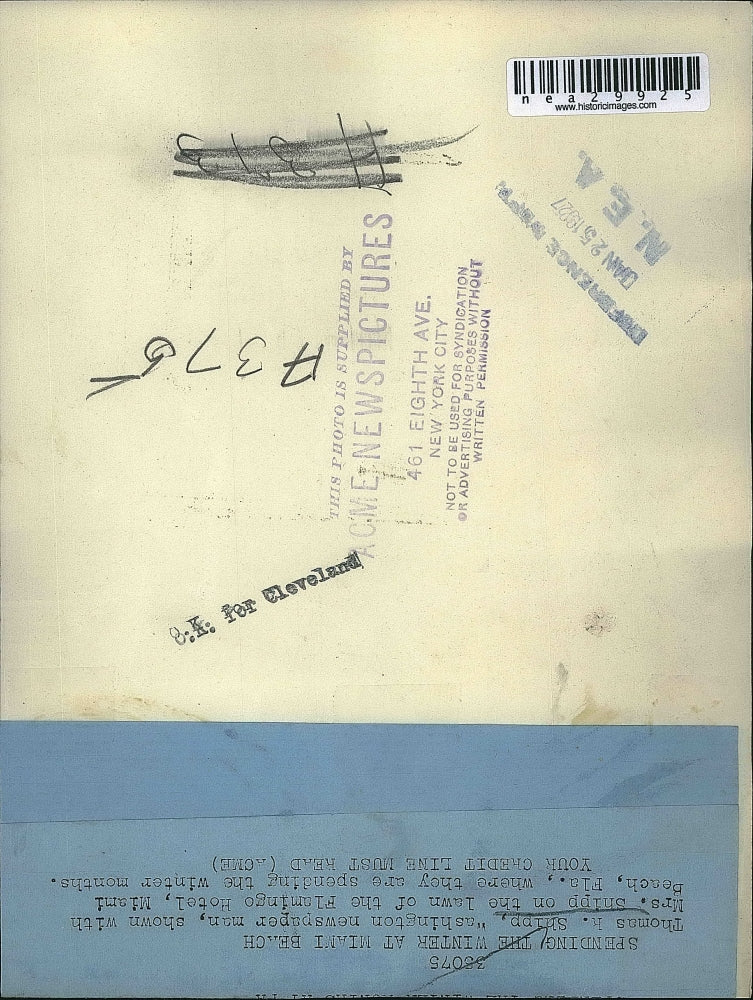 nea29925
www.historicimages.com
N. E. A.
JAN 25 1927
THIS PHOTO IS SUPPLIED BY
ACME NEWSPICTURES
461 EIGHTH AVE.
NEW YORK CITY
NOT TO BE USED FOR SYNDICATION
OR ADVERTISING PURPOSES WITHOUT
WRITTEN PERMISSION
O.K. for Cleveland
SPENDING THE WINTER AT MIAMI BEACH
Thomas R. Shipp, Washington newspaper man, shown with
Mrs. Shipp on the lawn of the Flamingo Hotel, Miami
Beach, Fla., where they are spending the winter months.
YOUR CREDIT LINE MUST READ (ACME)